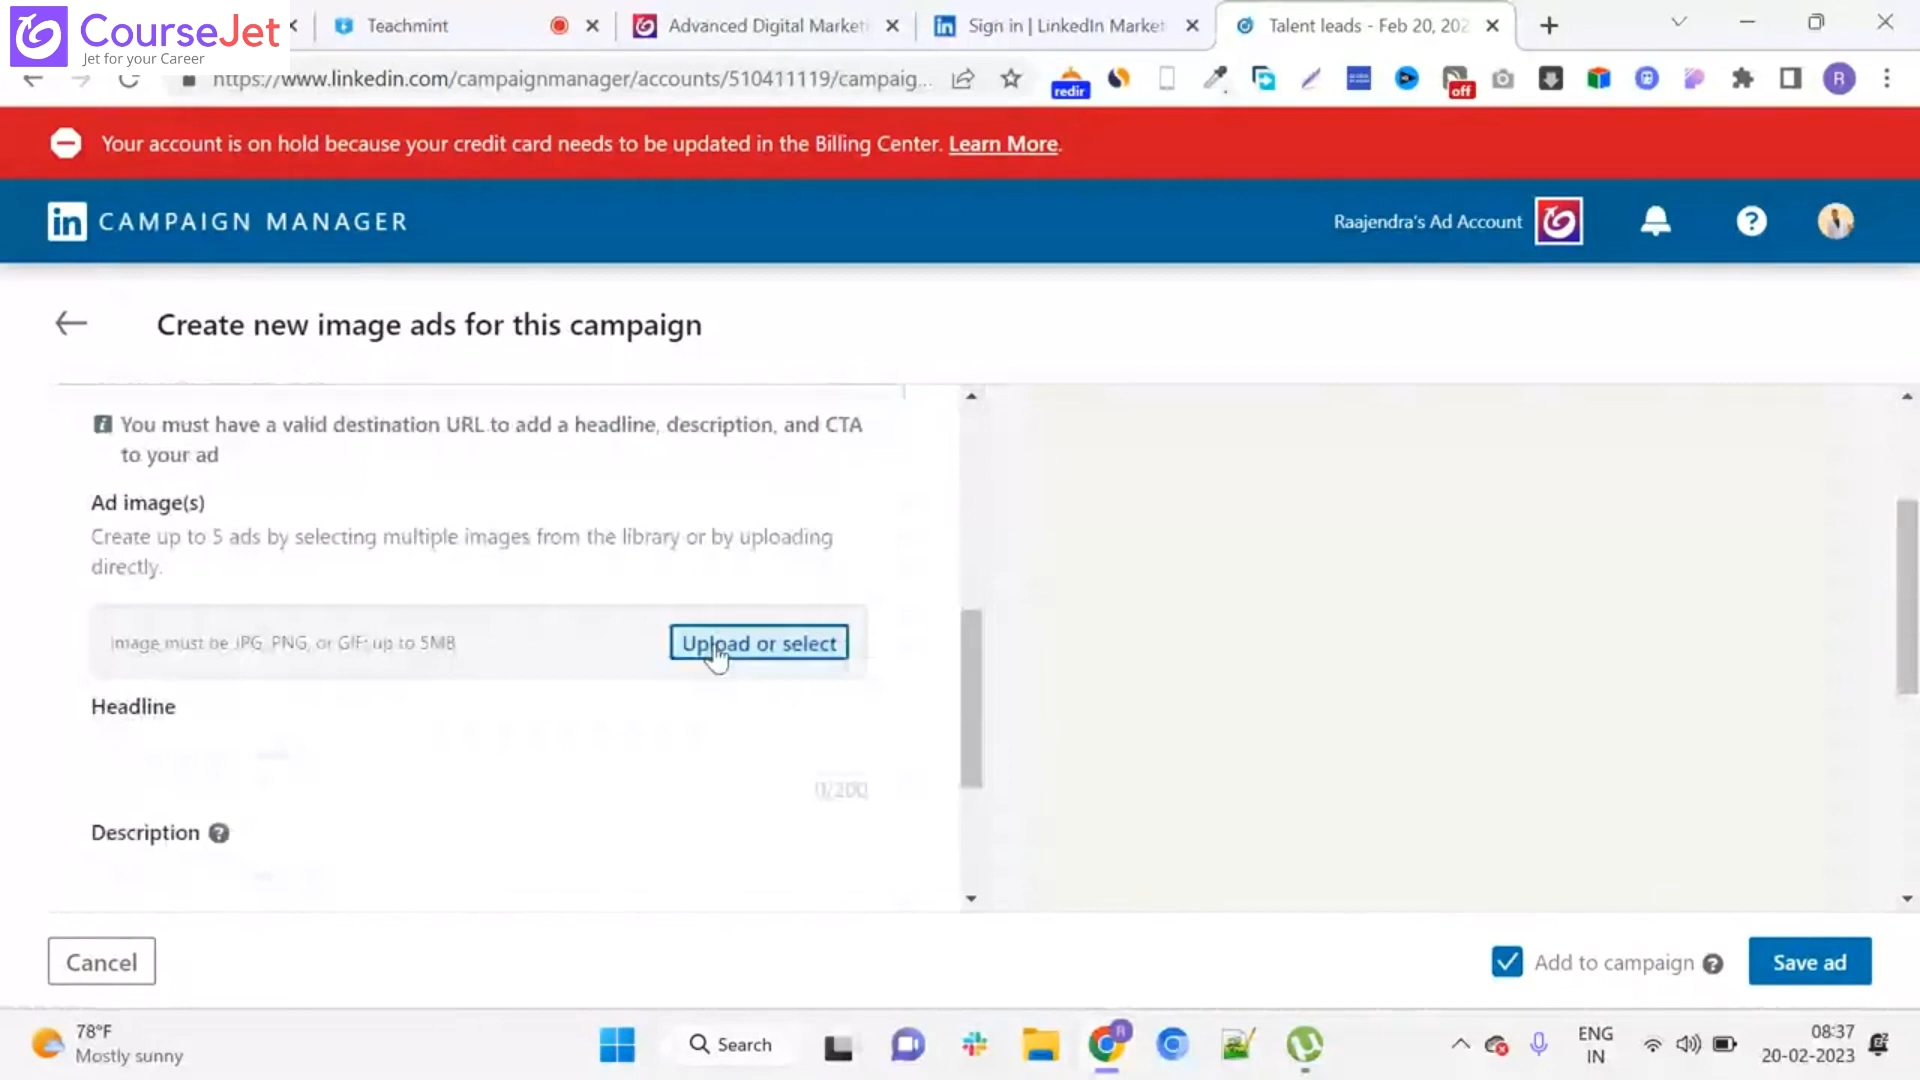 CourseJet
Jet for your Career
Teachmint
Advanced Digital Market
Sign in | LinkedIn Market
Talent leads - Feb 20, 202
https://www.linkedin.com/campaignmanager/accounts/510411119/campaig...
redir
off
R
Your account is on hold because your credit card needs to be updated in the Billing Center. Learn More.
in CAMPAIGN MANAGER
Raajendra's Ad Account
Create new image ads for this campaign
You must have a valid destination URL to add a headline, description, and CTA
to your ad
Ad image(s)
Create up to 5 ads by selecting multiple images from the library or by uploading
directly.
Image must be JPG, PNG, or GIF; up to 5MB
Upload or select
Headline
0/200
Description
Cancel
Add to campaign
Save ad
78°F
Mostly sunny
Search
R
ENG
IN
08:37
20-02-2023